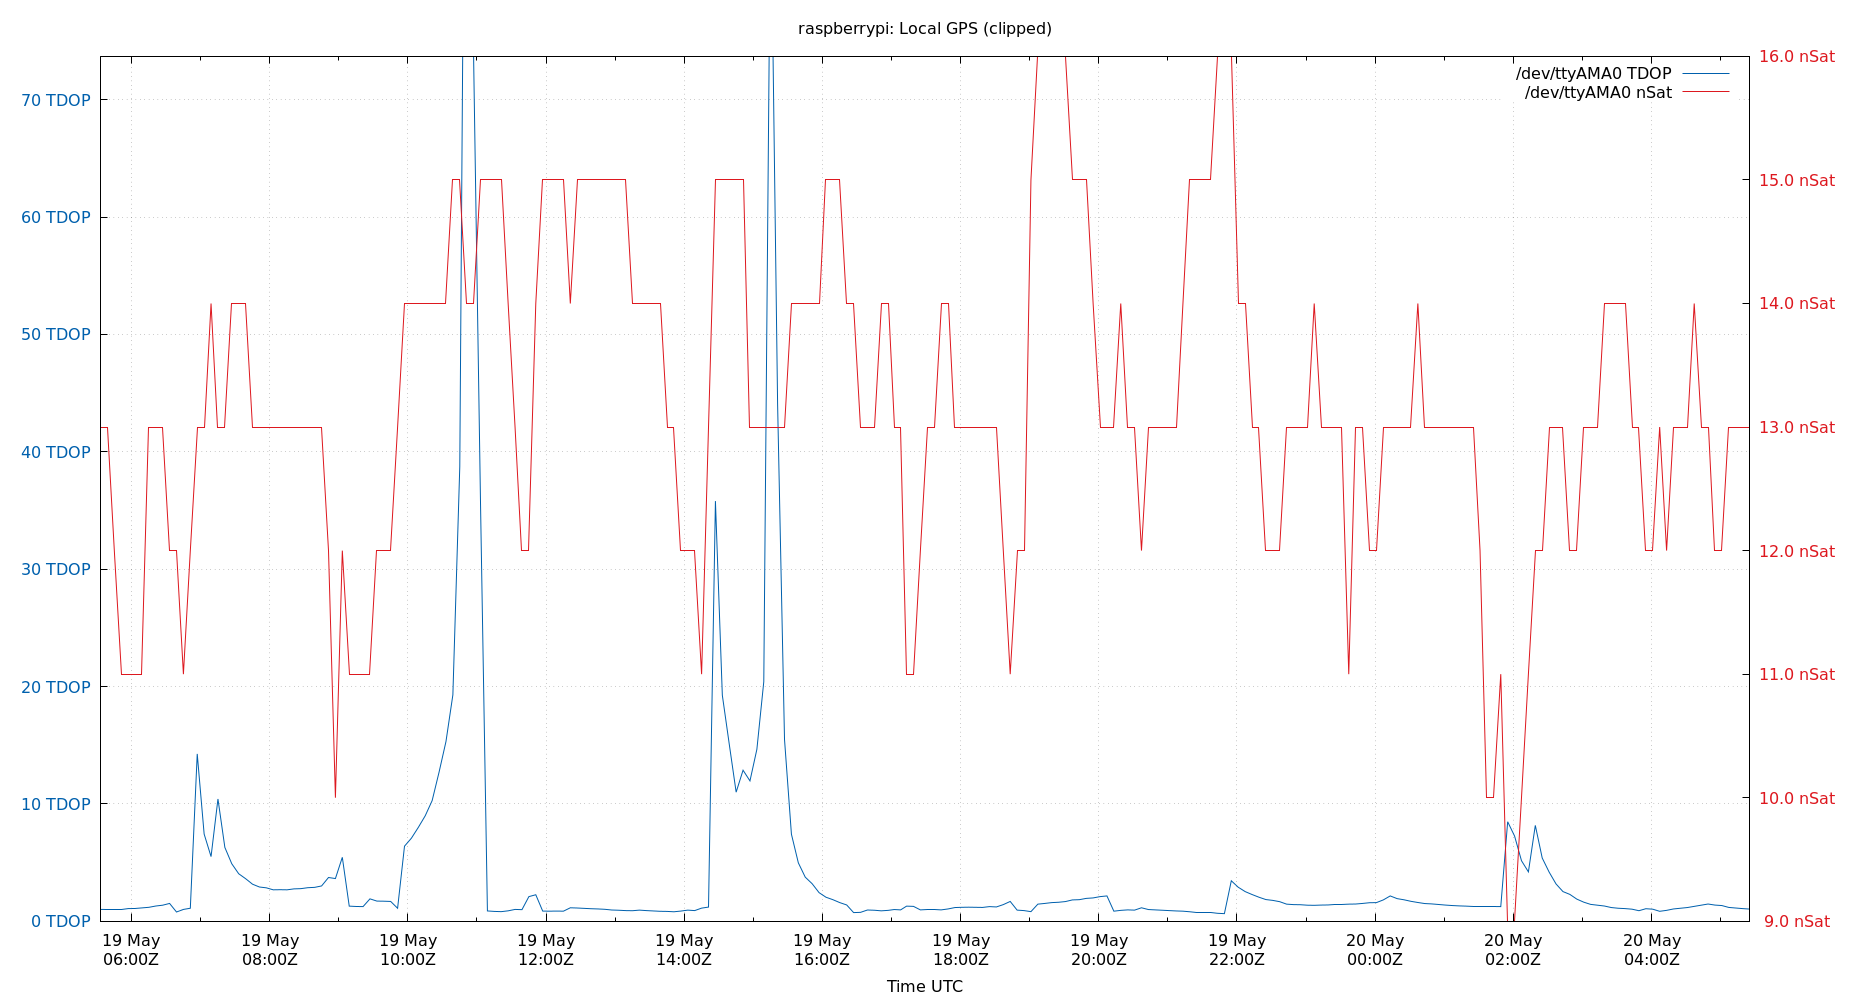 raspberrypi: Local GPS (clipped)
/dev/ttyAMA0 TDOP
/dev/ttyAMA0 nSat
70 TDOP
60 TDOP
50 TDOP
40 TDOP
30 TDOP
20 TDOP
10 TDOP
0 TDOP
16.0 nSat
15.0 nSat
14.0 nSat
13.0 nSat
12.0 nSat
11.0 nSat
10.0 nSat
9.0 nSat
19 May
06:00Z
19 May
08:00Z
19 May
10:00Z
19 May
12:00Z
19 May
14:00Z
19 May
16:00Z
19 May
18:00Z
19 May
20:00Z
19 May
22:00Z
20 May
00:00Z
20 May
02:00Z
20 May
04:00Z
Time UTC